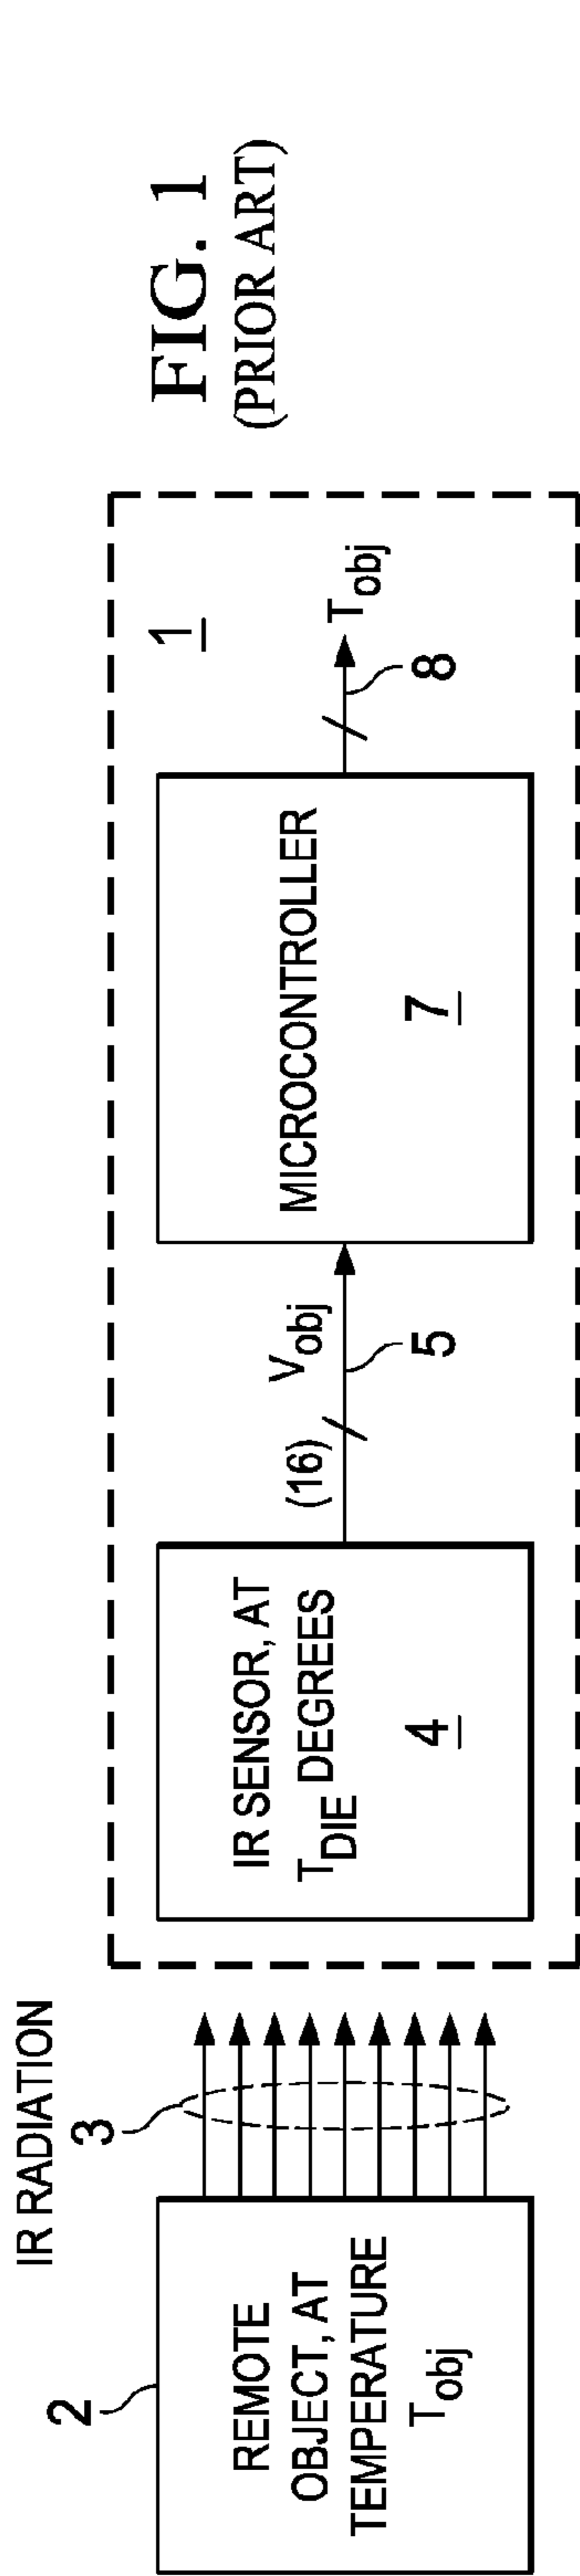 IR RADIATION
2
3
REMOTE
OBJECT, AT
TEMPERATURE
Tobj
IR SENSOR, AT
TDIE DEGREES
4
(16)
Vobj
5
MICROCONTROLLER
7
1
Tobj
8
FIG. 1
(PRIOR ART)